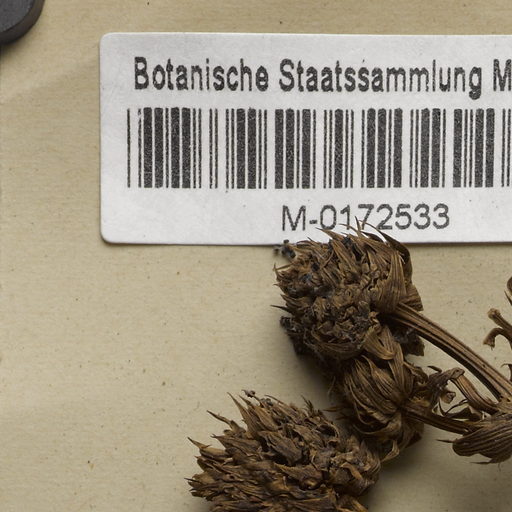 Botanische Staatssammlung M
M-0172533